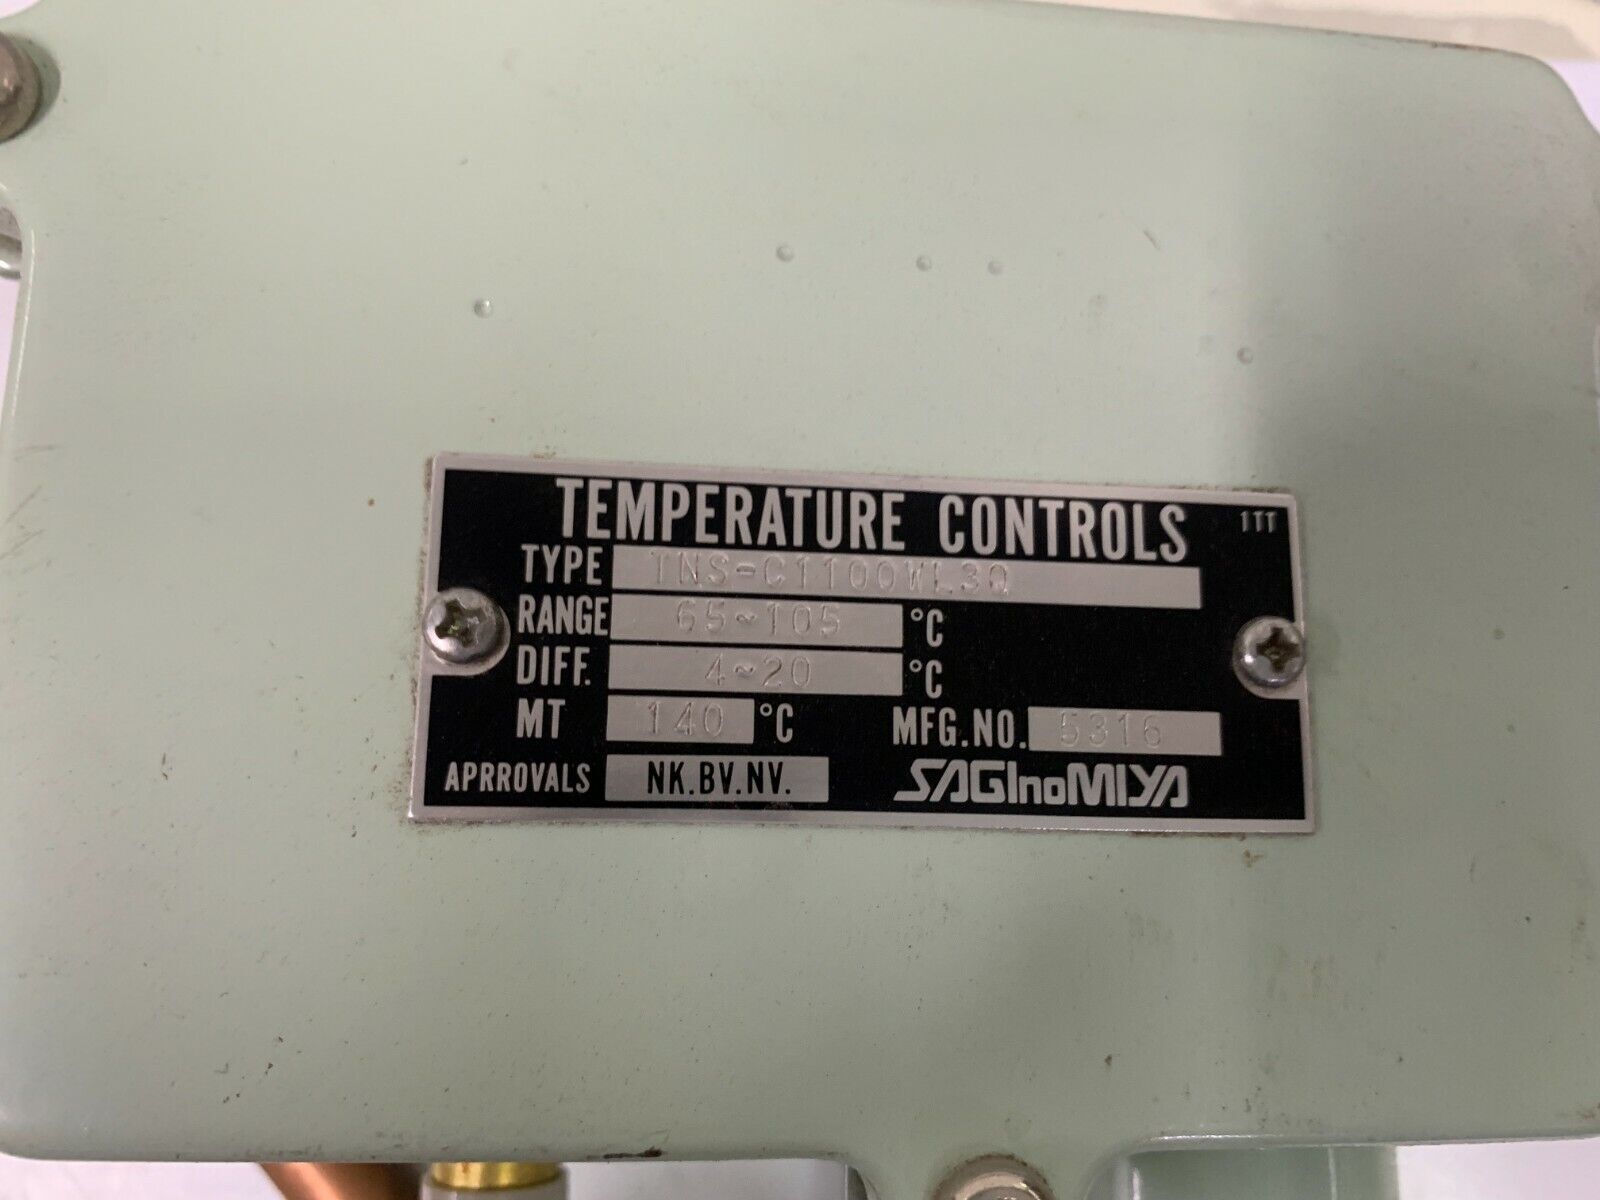 TEMPERATURE CONTROLS 1TT
TYPE TNS-C1100WL3Q
RANGE 65~105 °C
DIFF. 4~20 °C
MT 140 °C MFG.NO. 5316
APRROVALS NK.BV.NV. SAGInoMIYA